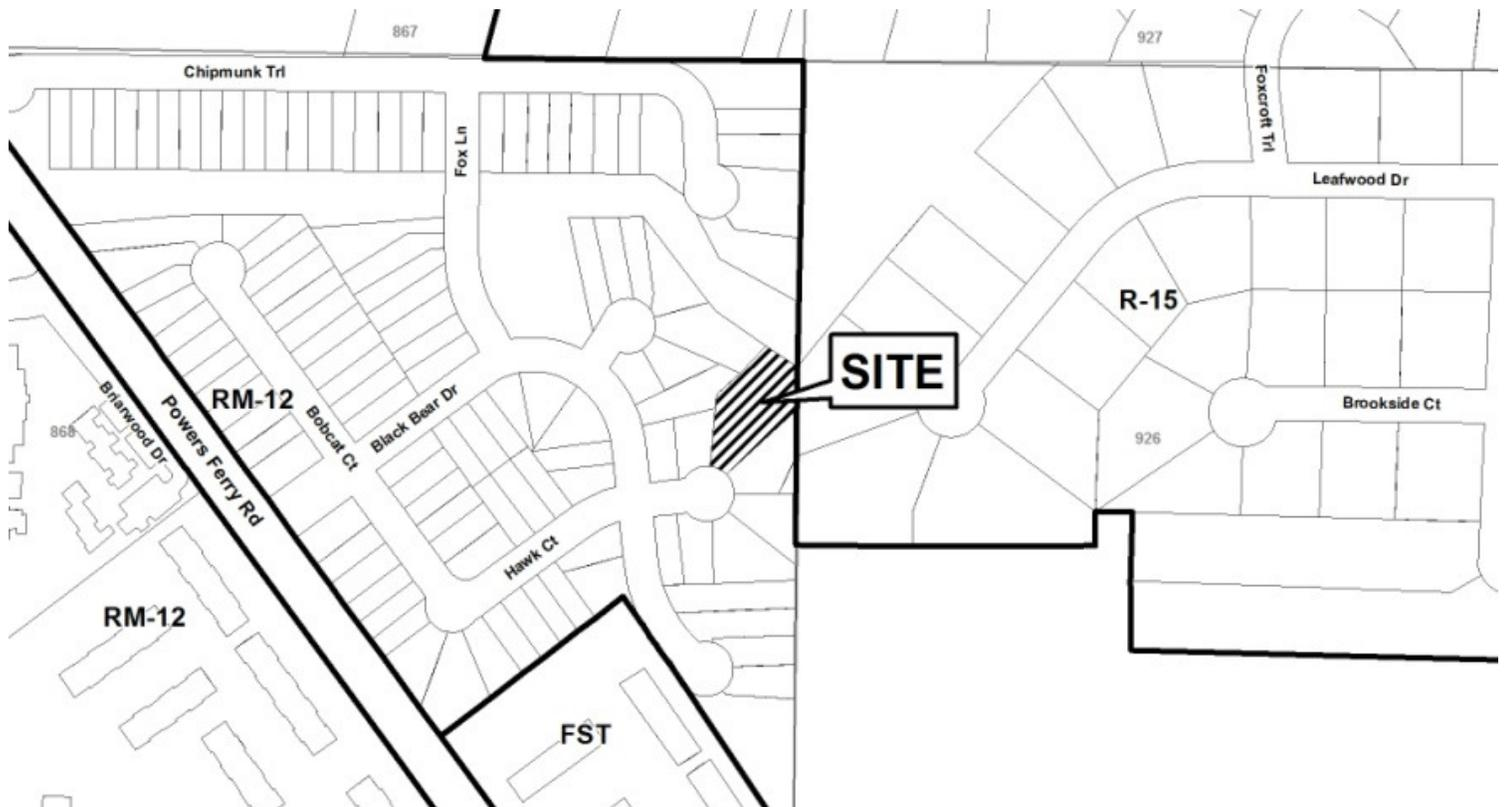 867
927
Chipmunk Trl
Foxcroft Trl
Fox Ln
Leafwood Dr
R-15
SITE
RM-12
Black Bear Dr
Brookside Ct
Briarwood Dr
Powers Ferry Rd
Bobcat Ct
868
926
Hawk Ct
RM-12
FST